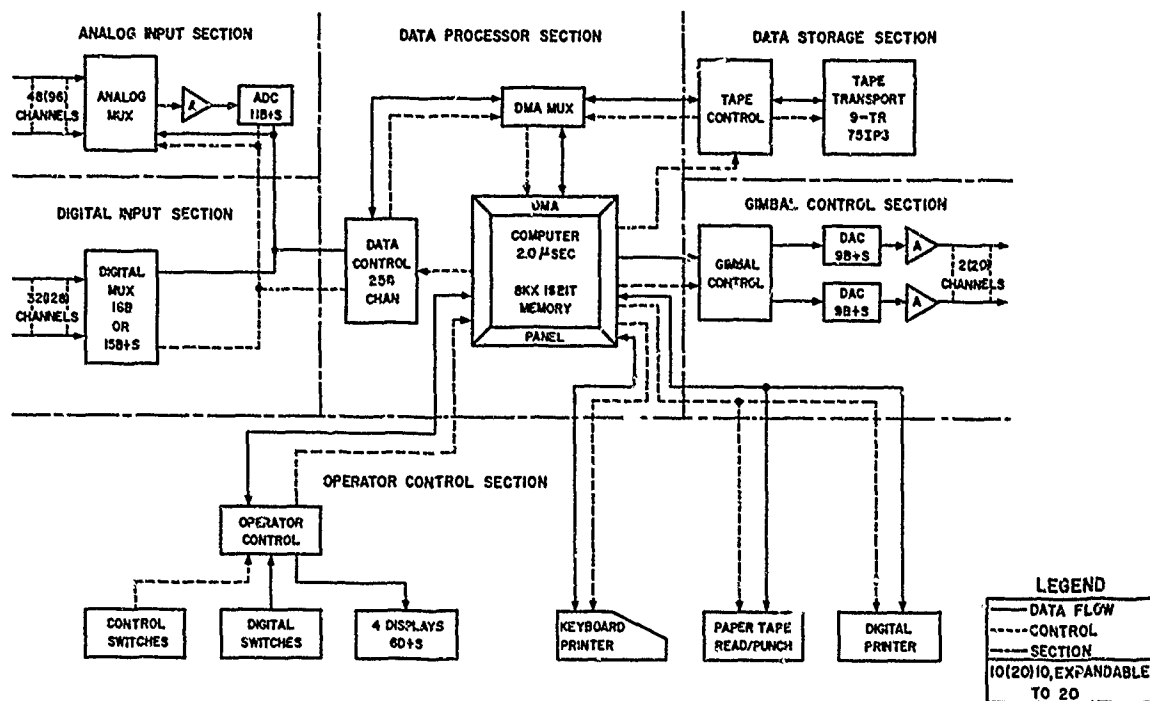 ANALOG INPUT SECTION
DATA PROCESSOR SECTION
DATA STORAGE SECTION
48(96)
CHANNELS
ANALOG
MUX
ADC
11B+S
DMA MUX
TAPE
CONTROL
TAPE
TRANSPORT
9-TR
75IPS
DIGITAL INPUT SECTION
32(128)
CHANNELS
DIGITAL
MUX
16B
OR
15B+S
DATA
CONTROL
256
CHAN
DMA
COMPUTER
2.0 μSEC
8KX 16BIT
MEMORY
PANEL
GIMBAL CONTROL SECTION
GIMBAL
CONTROL
DAC
9B+S
A
DAC
9B+S
A
2(20)
CHANNELS
OPERATOR CONTROL SECTION
OPERATOR
CONTROL
CONTROL
SWITCHES
DIGITAL
SWITCHES
4 DISPLAYS
6D+S
KEYBOARD
PRINTER
PAPER TAPE
READ/PUNCH
DIGITAL
PRINTER
LEGEND
DATA FLOW
CONTROL
SECTION
10(20)10, EXPANDABLE
TO 20